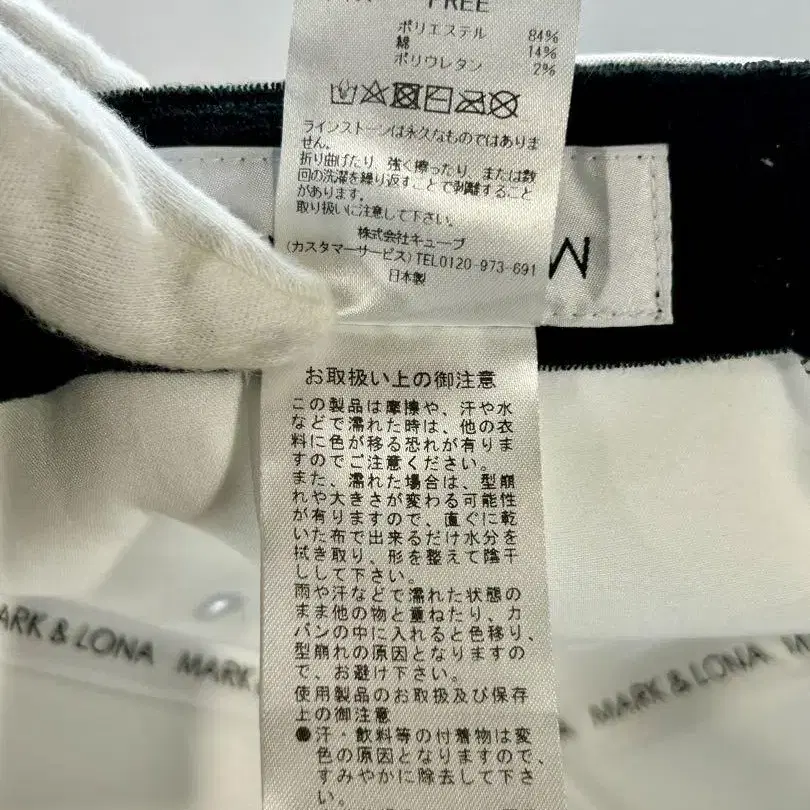 FREE
ポリエステル 84%
綿 14%
ポリウレタン 2%
ラインストーンは永久なものではありま
せん。
折り曲げたり、強く擦ったり、または数
回の洗濯を繰り返すことで剥離すること
があります。
取り扱いに注意して下さい。
株式会社キューブ
(カスタマーサービス)TEL0120-973-691
日本製
お取扱い上の御注意
この製品は摩擦や、汗や水
などで濡れた時は、他の衣
料に色が移る恐れが有りま
すのでご注意ください。
また、濡れた場合は、型崩
れや大きさが変わる可能性
が有りますので、直ぐに乾
いた布で出来るだけ水分を
拭き取り、形を整えて陰干
しして下さい。
雨や汗などで濡れた状態の
まま他の物と重ねたり、カ
バンの中に入れると色移り、
型崩れの原因となりますの
で、お避け下さい。
使用製品のお取扱及び保存
上の御注意
●汗・飲料等の付着物は変
色の原因となりますので、
すみやかに除去して下さ
い。
MARK & LONA MARK &
MARK & LONA